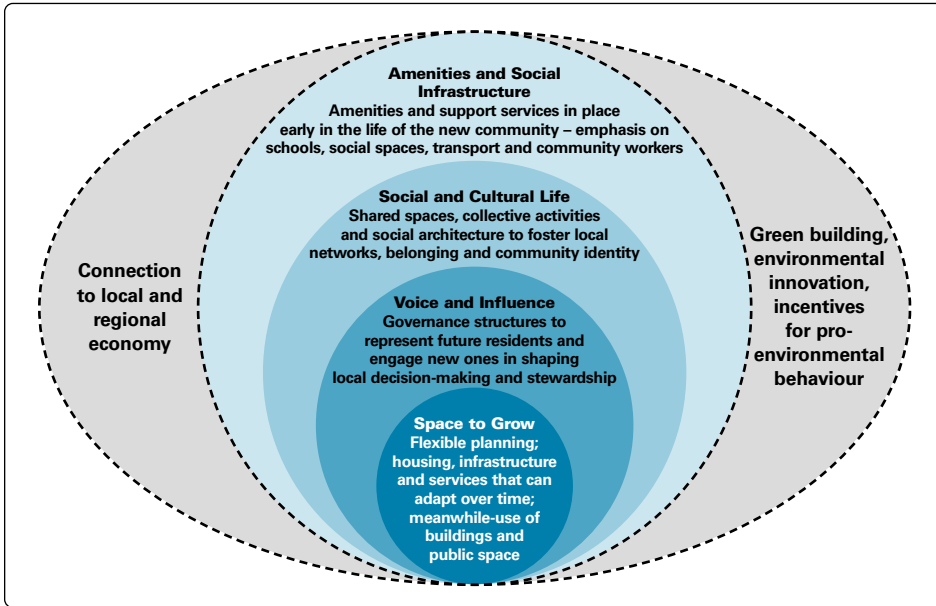 Amenities and Social
Infrastructure
Amenities and support services in place
early in the life of the new community – emphasis on
schools, social spaces, transport and community workers
Social and Cultural Life
Shared spaces, collective activities
and social architecture to foster local
networks, belonging and community identity
Connection
to local and
regional
economy
Green building,
environmental
innovation,
incentives
for pro-
environmental
behaviour
Voice and Influence
Governance structures to
represent future residents and
engage new ones in shaping
local decision-making and stewardship
Space to Grow
Flexible planning;
housing, infrastructure
and services that can
adapt over time;
meanwhile-use of
buildings and
public space